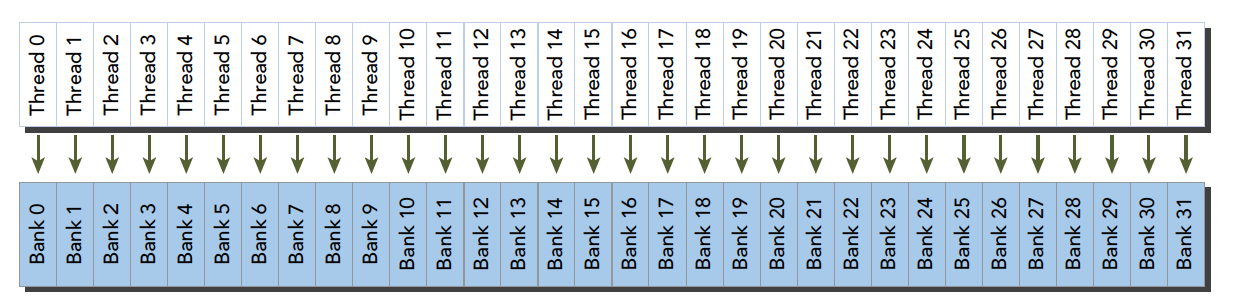 Thread 0
Thread 1
Thread 2
Thread 3
Thread 4
Thread 5
Thread 6
Thread 7
Thread 8
Thread 9
Thread 10
Thread 11
Thread 12
Thread 13
Thread 14
Thread 15
Thread 16
Thread 17
Thread 18
Thread 19
Thread 20
Thread 21
Thread 22
Thread 23
Thread 24
Thread 25
Thread 26
Thread 27
Thread 28
Thread 29
Thread 30
Thread 31
Bank 0
Bank 1
Bank 2
Bank 3
Bank 4
Bank 5
Bank 6
Bank 7
Bank 8
Bank 9
Bank 10
Bank 11
Bank 12
Bank 13
Bank 14
Bank 15
Bank 16
Bank 17
Bank 18
Bank 19
Bank 20
Bank 21
Bank 22
Bank 23
Bank 24
Bank 25
Bank 26
Bank 27
Bank 28
Bank 29
Bank 30
Bank 31